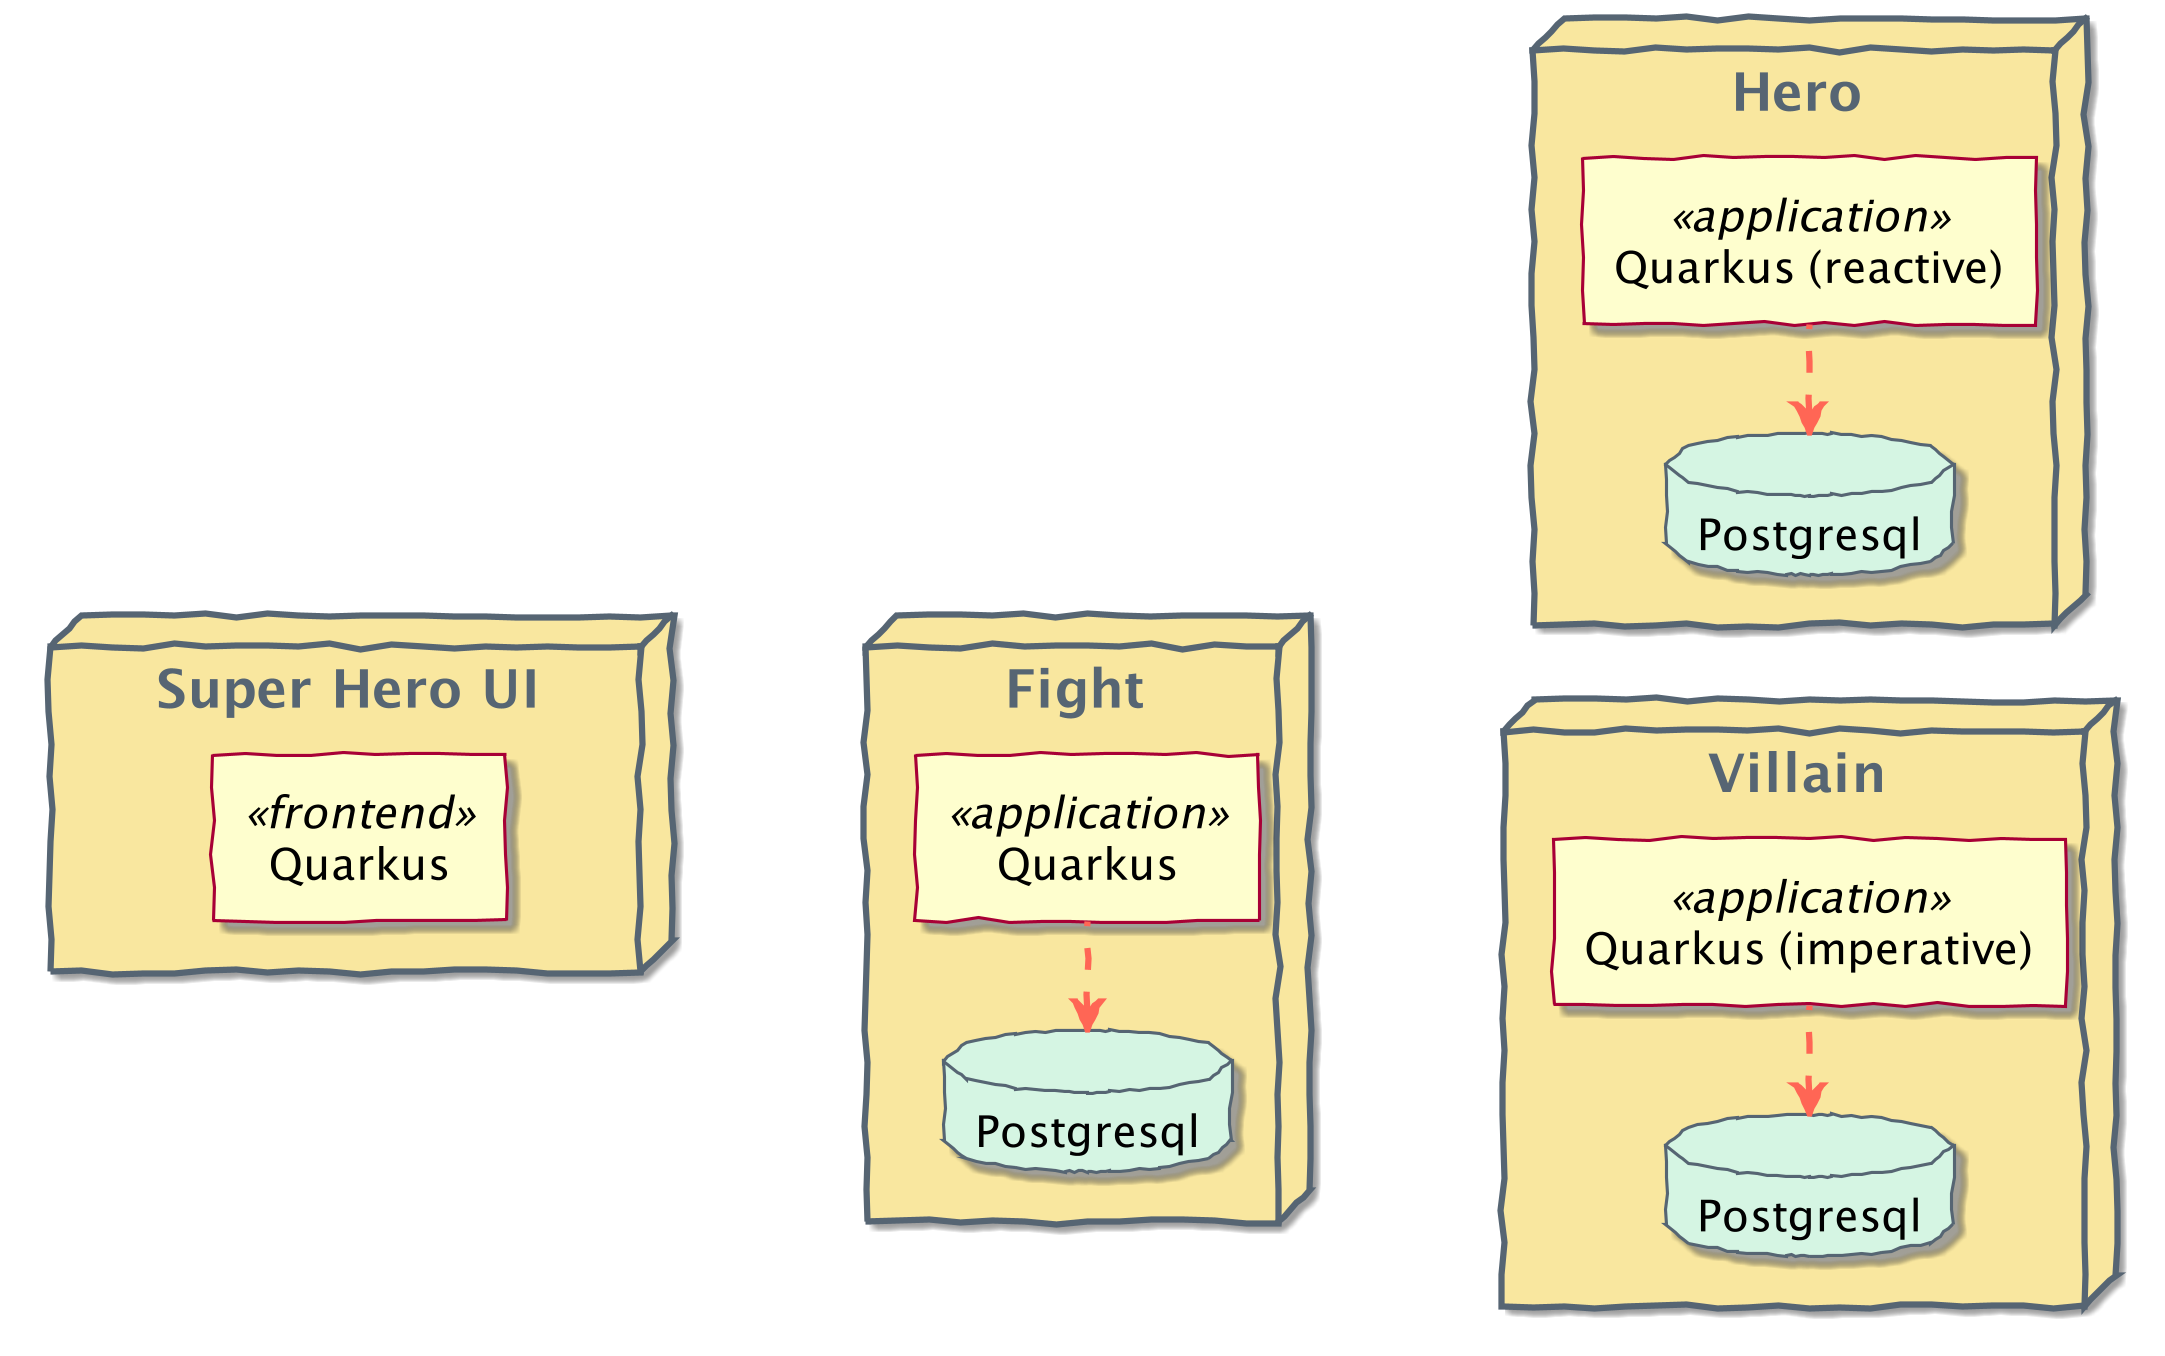 Super Hero UI
«frontend»
Quarkus
Fight
«application»
Quarkus
Postgresql
Hero
«application»
Quarkus (reactive)
Postgresql
Villain
«application»
Quarkus (imperative)
Postgresql